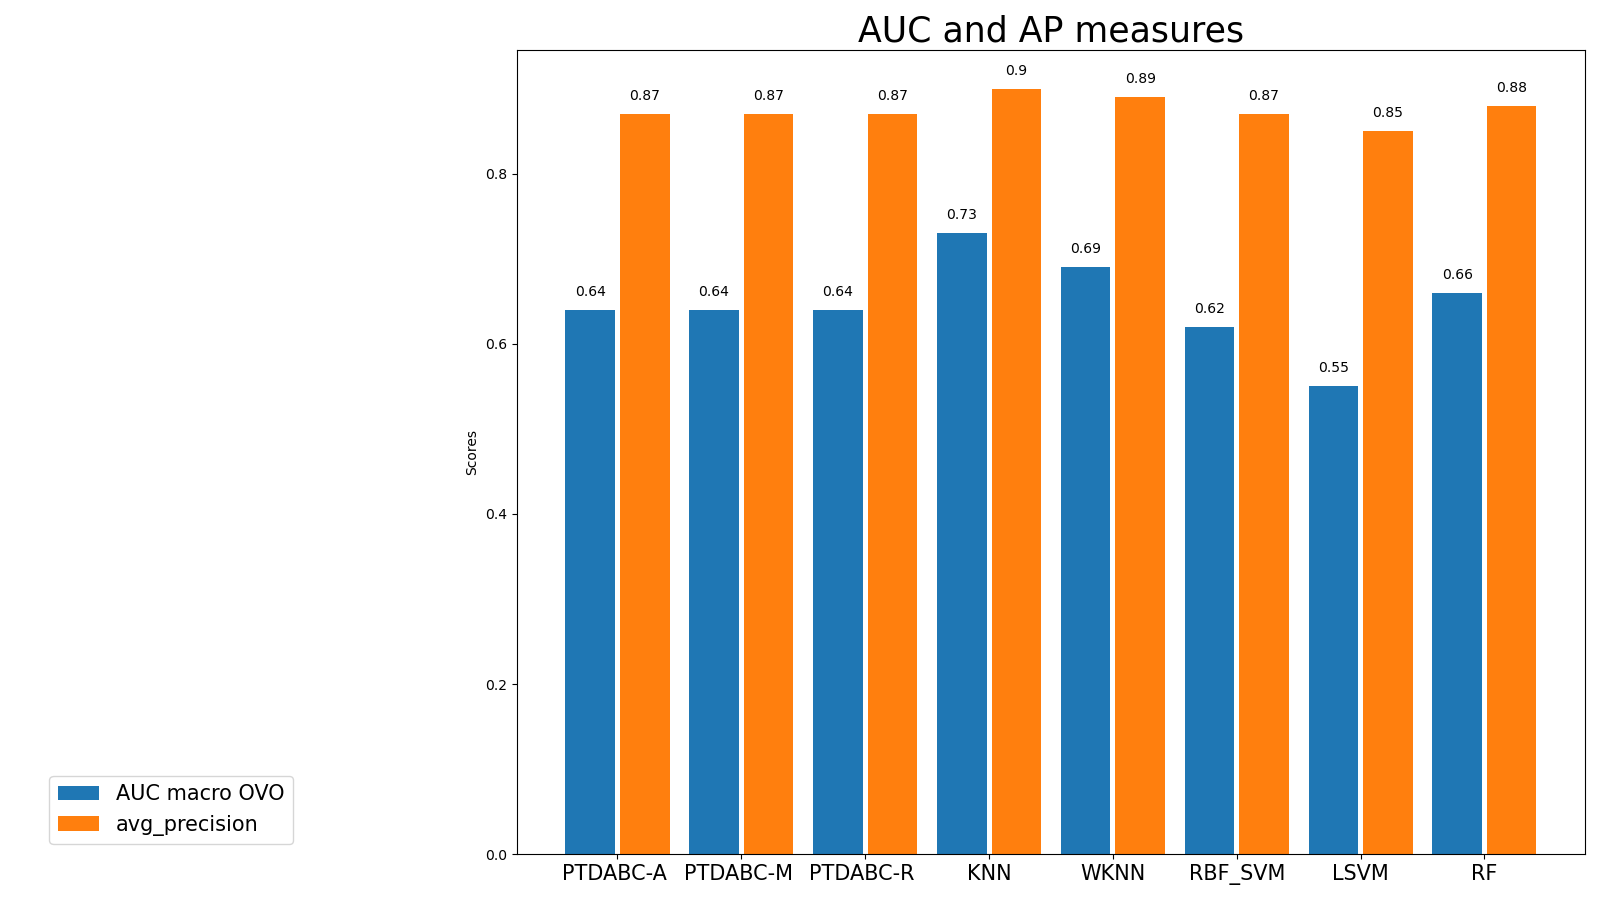 AUC and AP measures
0.64 0.87 0.64 0.87 0.64 0.87 0.73 0.9 0.69 0.89 0.62 0.87 0.55 0.85 0.66 0.88
Scores
0.8
0.6
0.4
0.2
0.0
PTDABC-A PTDABC-M PTDABC-R KNN WKNN RBF_SVM LSVM RF
AUC macro OVO
avg_precision